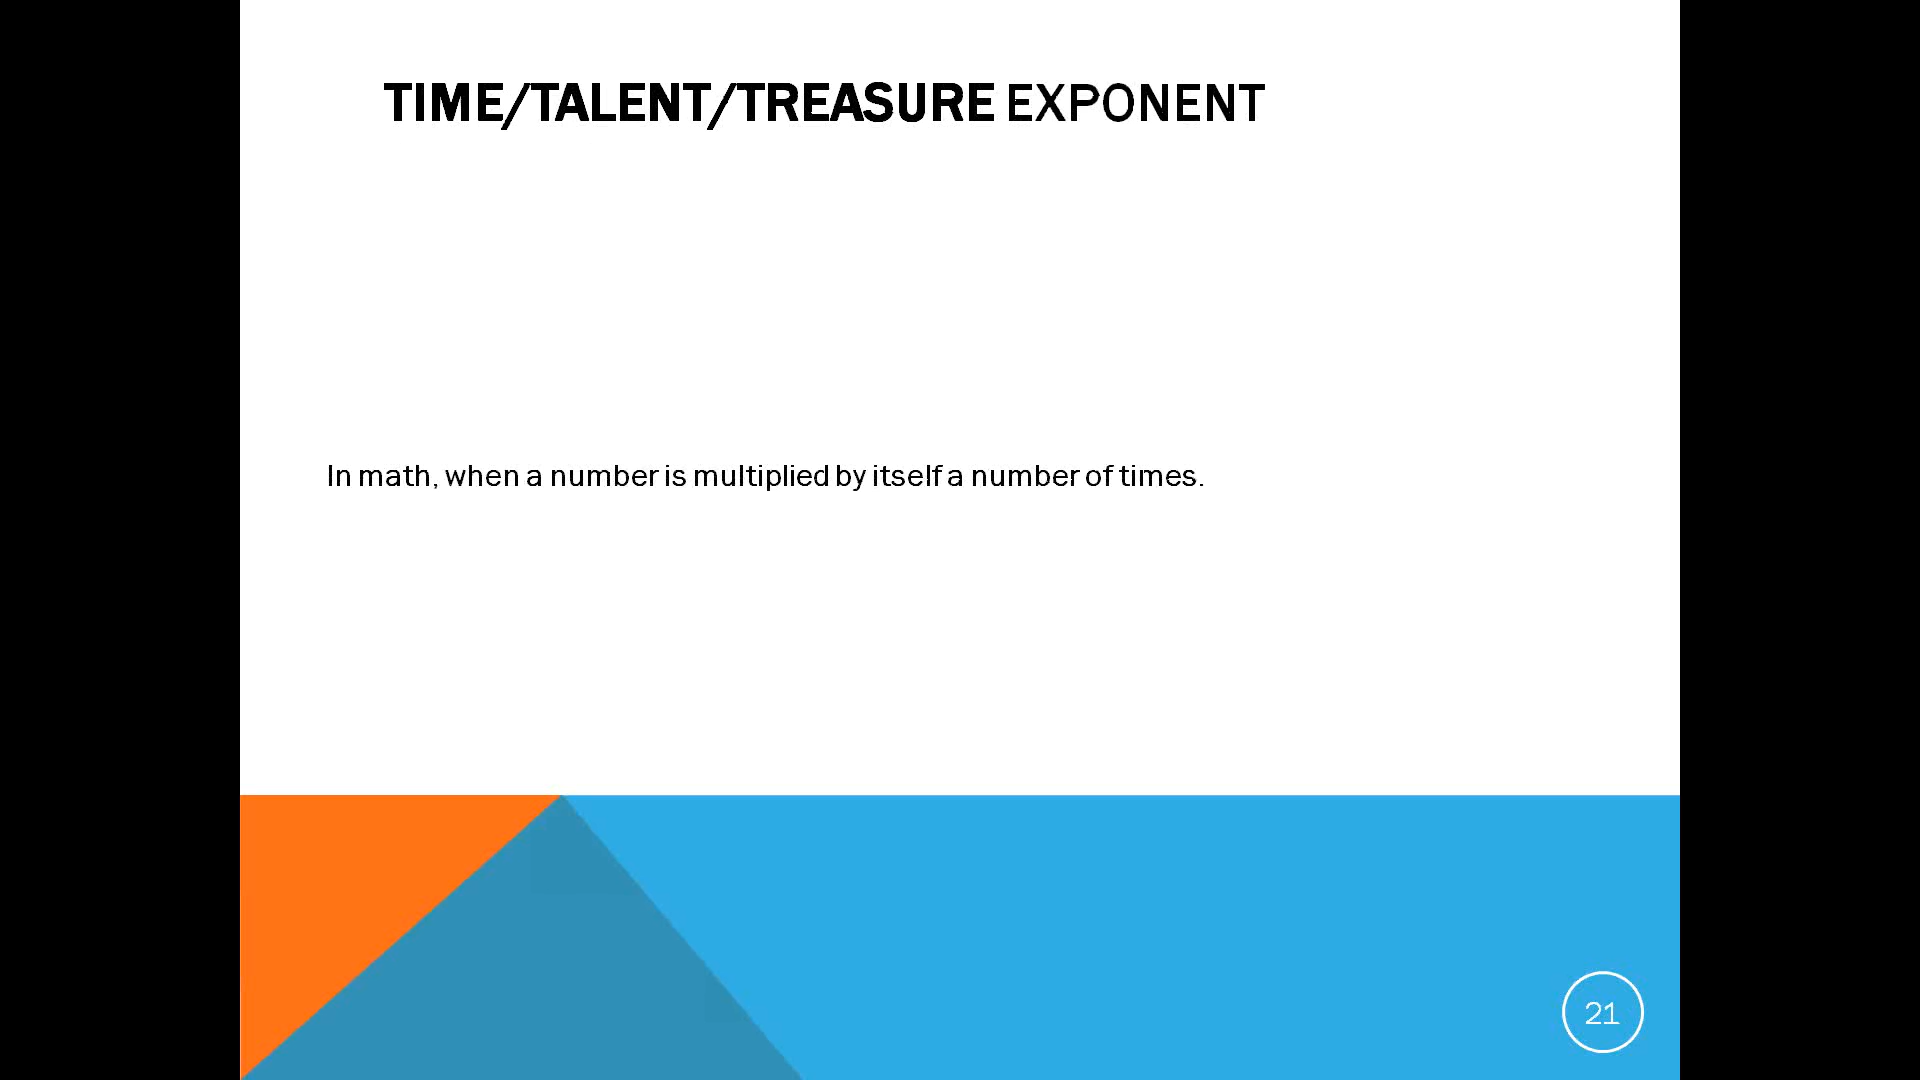 TIME/TALENT/TREASURE EXPONENT
In math, when a number is multiplied by itself a number of times.
21